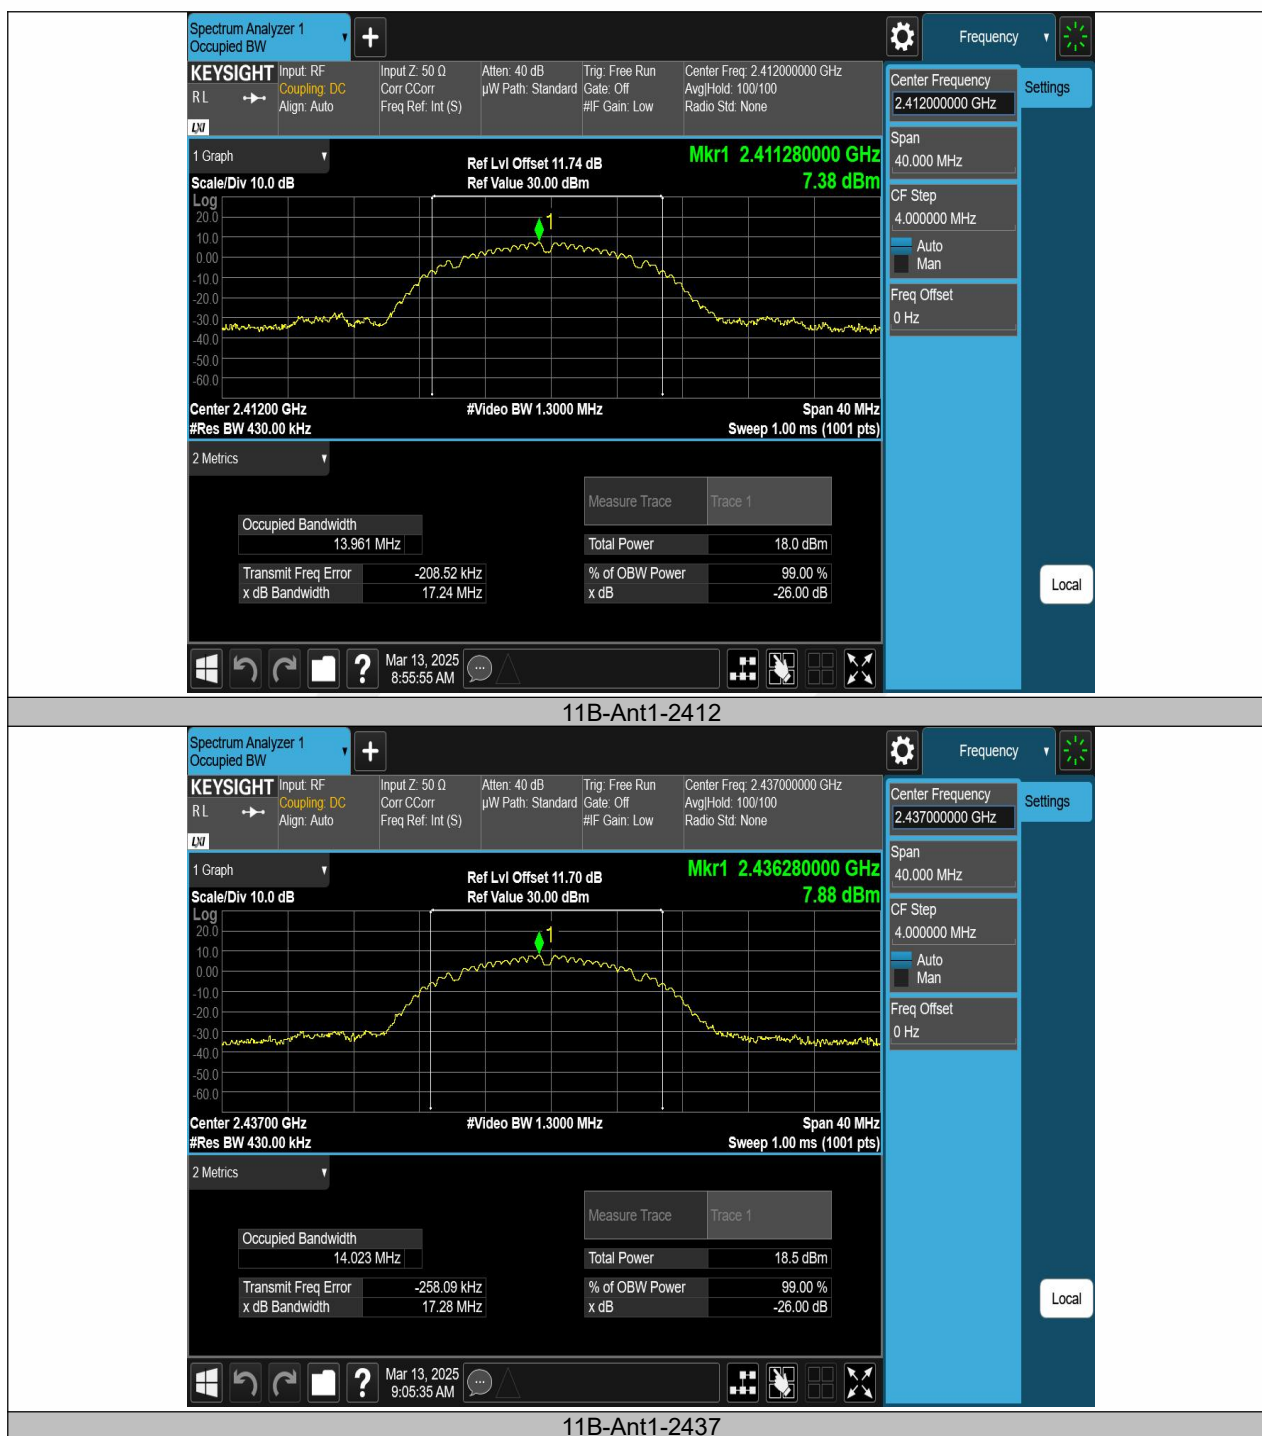 Spectrum Analyzer 1
Occupied BW
+
Frequency
KEYSIGHT
R L
LXI
Input: RF
Coupling: DC
Align: Auto
Input Z: 50 Ω
Corr CCorr
Freq Ref: Int (S)
Atten: 40 dB
µW Path: Standard
Trig: Free Run
Gate: Off
#IF Gain: Low
Center Freq: 2.412000000 GHz
Avg|Hold: 100/100
Radio Std: None
Center Frequency
2.412000000 GHz
Settings
Span
40.000 MHz
CF Step
4.000000 MHz
Auto
Man
Freq Offset
0 Hz
Local
1 Graph
Scale/Div 10.0 dB
Ref Lvl Offset 11.74 dB
Ref Value 30.00 dBm
Mkr1 2.411280000 GHz
7.38 dBm
Log
20.0
10.0
0.00
-10.0
-20.0
-30.0
-40.0
-50.0
-60.0
1
Center 2.41200 GHz
#Res BW 430.00 kHz
#Video BW 1.3000 MHz
Span 40 MHz
Sweep 1.00 ms (1001 pts)
2 Metrics
Measure Trace Trace 1
Occupied Bandwidth
13.961 MHz
Total Power 18.0 dBm
Transmit Freq Error -208.52 kHz
x dB Bandwidth 17.24 MHz
% of OBW Power 99.00 %
x dB -26.00 dB
?
Mar 13, 2025
8:55:55 AM
11B-Ant1-2412
Spectrum Analyzer 1
Occupied BW
+
Frequency
KEYSIGHT
R L
LXI
Input: RF
Coupling: DC
Align: Auto
Input Z: 50 Ω
Corr CCorr
Freq Ref: Int (S)
Atten: 40 dB
µW Path: Standard
Trig: Free Run
Gate: Off
#IF Gain: Low
Center Freq: 2.437000000 GHz
Avg|Hold: 100/100
Radio Std: None
Center Frequency
2.437000000 GHz
Settings
Span
40.000 MHz
CF Step
4.000000 MHz
Auto
Man
Freq Offset
0 Hz
Local
1 Graph
Scale/Div 10.0 dB
Ref Lvl Offset 11.70 dB
Ref Value 30.00 dBm
Mkr1 2.436280000 GHz
7.88 dBm
Log
20.0
10.0
0.00
-10.0
-20.0
-30.0
-40.0
-50.0
-60.0
1
Center 2.43700 GHz
#Res BW 430.00 kHz
#Video BW 1.3000 MHz
Span 40 MHz
Sweep 1.00 ms (1001 pts)
2 Metrics
Measure Trace Trace 1
Occupied Bandwidth
14.023 MHz
Total Power 18.5 dBm
Transmit Freq Error -258.09 kHz
x dB Bandwidth 17.28 MHz
% of OBW Power 99.00 %
x dB -26.00 dB
?
Mar 13, 2025
9:05:35 AM
11B-Ant1-2437